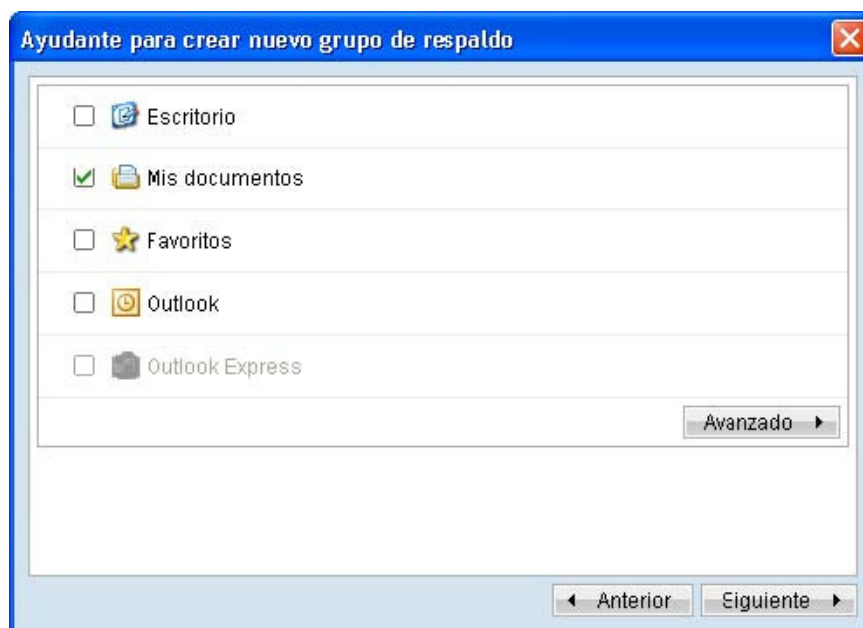 Ayudante para crear nuevo grupo de respaldo
Escritorio
Mis documentos
Favoritos
Outlook
Outlook Express
Avanzado
Anterior
Siguiente